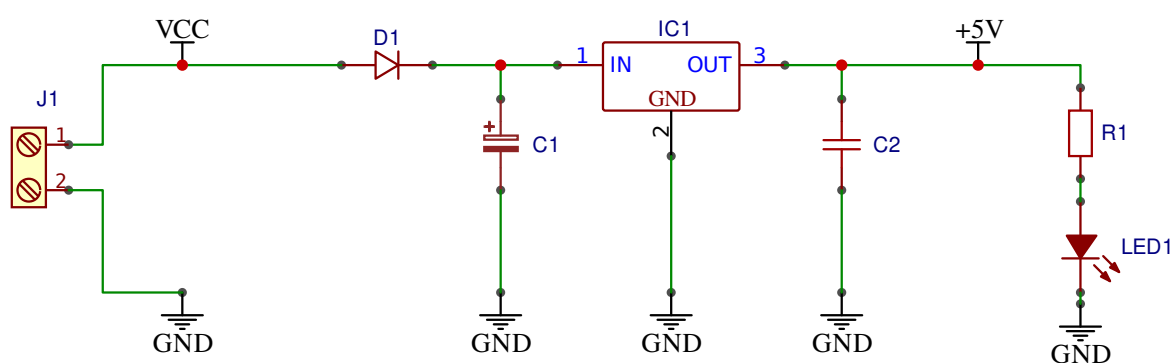 VCC
D1
IC1
+5V
1
IN
OUT
3
GND
2
J1
1
2
+
C1
C2
R1
LED1
GND
GND
GND
GND
GND